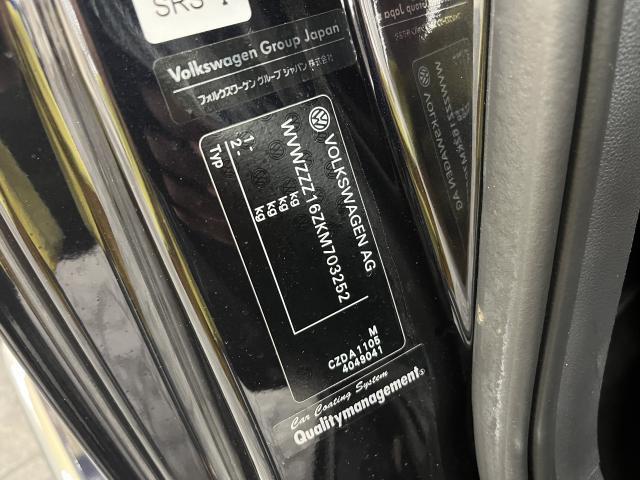 SRS
Volkswagen Group Japan
フォルクスワーゲン グループ ジャパン 株式会社
VOLKSWAGEN AG
WVWZZZ16ZKM703252
kg
kg
1- kg
2- kg
Typ
M
CZDA1105
4049041
Car Coating System
Qualitymanagement®